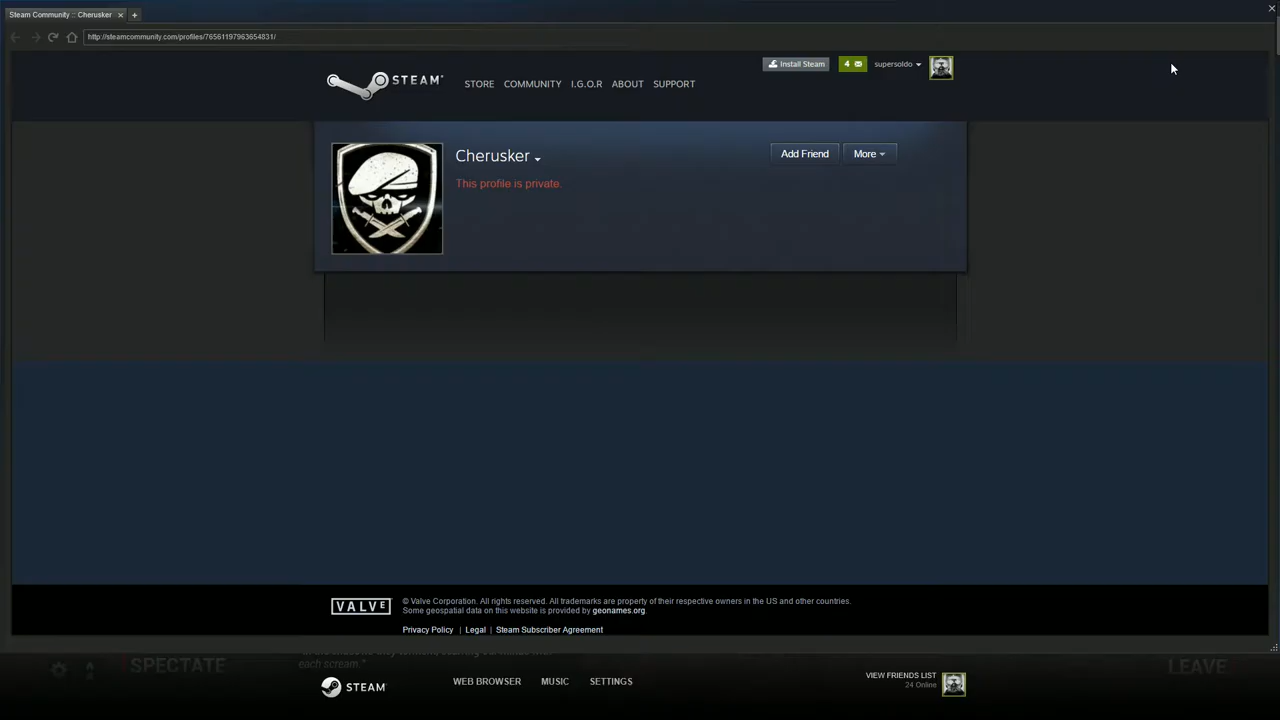 Steam Community :: Cherusker
http://steamcommunity.com/profiles/76561197963654831/
Install Steam
4
supersoldo
STEAM
STORE COMMUNITY I.G.O.R ABOUT SUPPORT
Cherusker
Add Friend
More
This profile is private.
VALVE
© Valve Corporation. All rights reserved. All trademarks are property of their respective owners in the US and other countries.
Some geospatial data on this website is provided by geonames.org.
Privacy Policy | Legal | Steam Subscriber Agreement
SPECTATE
each scream."
LEAVE
STEAM
WEB BROWSER MUSIC SETTINGS
VIEW FRIENDS LIST
24 Online